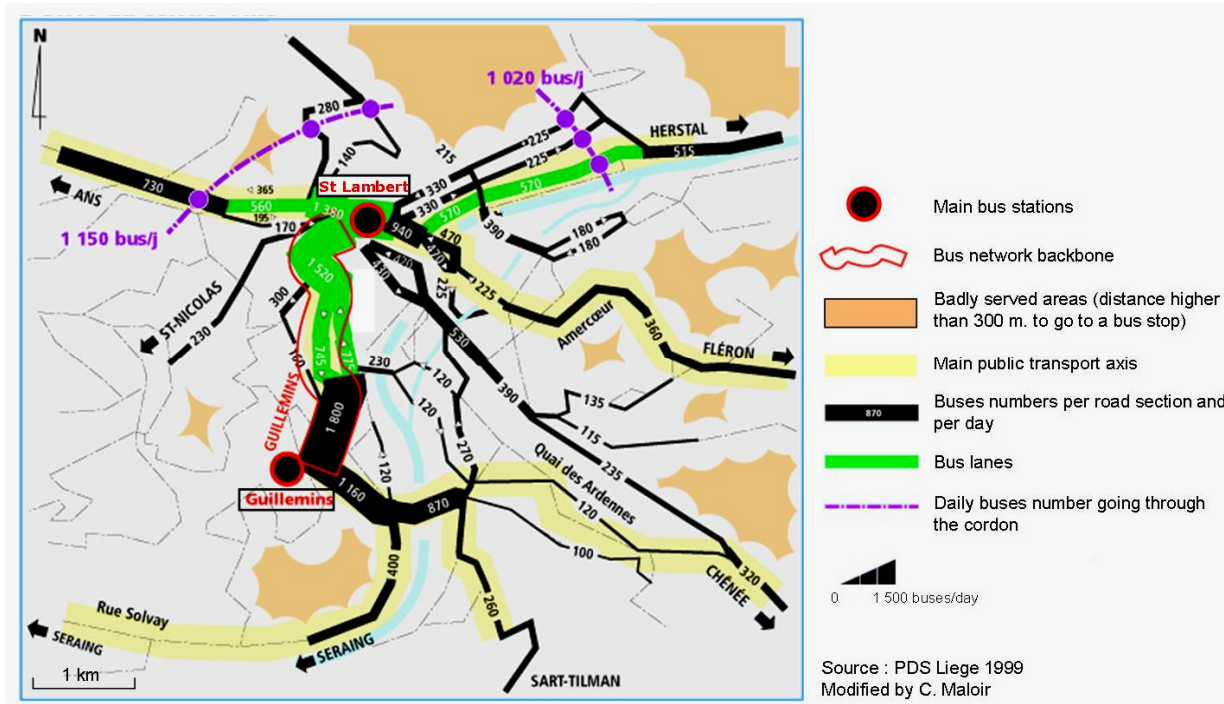 N
280
1 020 bus/j
140
215
225
225
HERSTAL
515
570
ANS
730
365
560
195
170
1 150 bus/j
St Lambert
1 380
330
330
570
940
470
470
390
180
180
430
225
225
1 520
300
ST-NICOLAS
230
160
745
775
530
Amercœur
360
FLÉRON
230
120
120
390
135
115
GUILLEMINS
1 800
270
235
Quai des Ardennes
120
Guillemins
1 160
870
120
100
400
260
320
CHÊNÉE
Rue Solvay
SERAING
SERAING
SART-TILMAN
1 km
Main bus stations
Bus network backbone
Badly served areas (distance higher
than 300 m. to go to a bus stop)
Main public transport axis
870
Buses numbers per road section and
per day
Bus lanes
Daily buses number going through
the cordon
0 1 500 buses/day
Source : PDS Liege 1999
Modified by C. Maloir